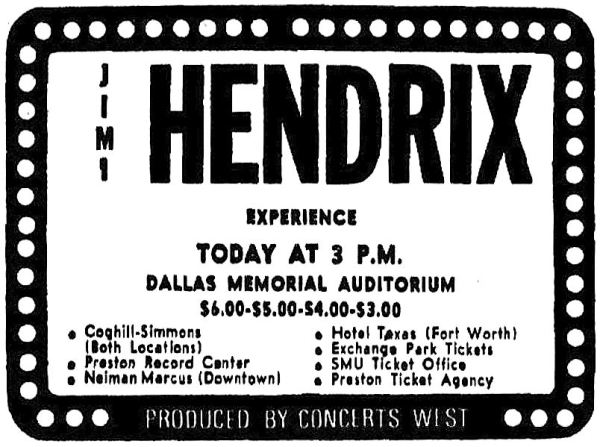 JIMI HENDRIX
EXPERIENCE
TODAY AT 3 P.M.
DALLAS MEMORIAL AUDITORIUM
$6.00-$5.00-$4.00-$3.00
• Coghill-Simmons
(Both Locations)
• Preston Record Center
• Neiman Marcus (Downtown)
• Hotel Texas (Fort Worth)
• Exchange Park Tickets
• SMU Ticket Office
• Preston Ticket Agency
PRODUCED BY CONCERTS WEST